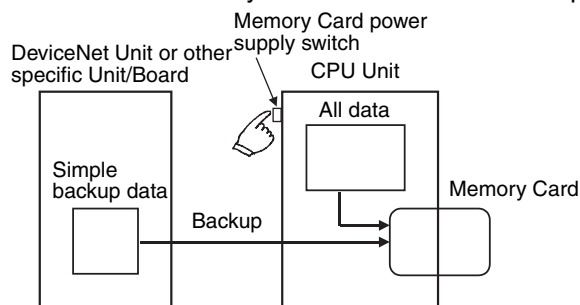 Memory Card power
supply switch
DeviceNet Unit or other
specific Unit/Board
CPU Unit
All data
Simple
backup data
Memory Card
Backup